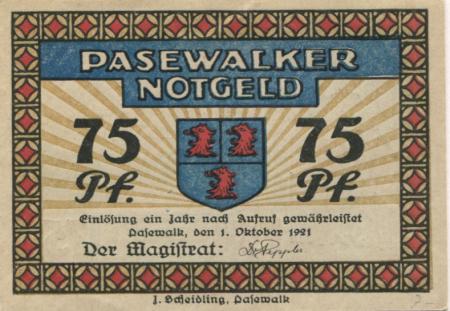 PASEWALKER
NOTGELD
75 75
Pf. Pf.
Einlösung ein Jahr nach Aufruf gewährleistet
Pasewalk, den 1. Oktober 1921
Der Magistrat:
J. Scheidling, Pasewalk